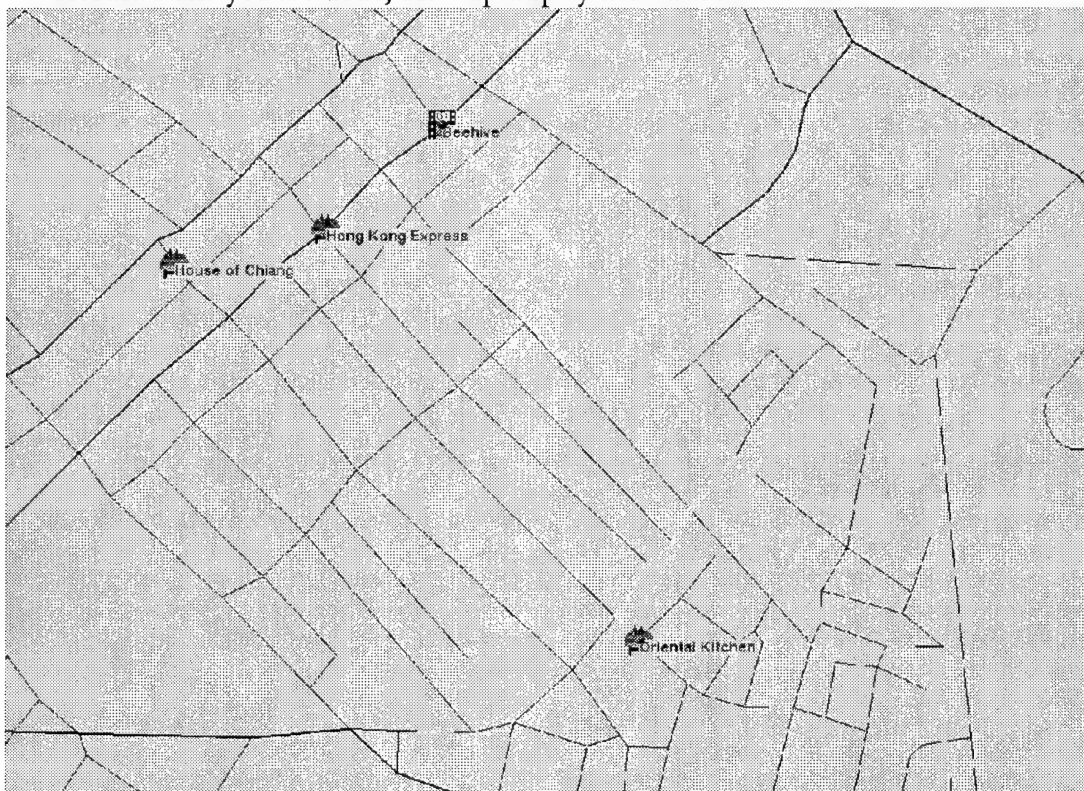 Beehive
Hong Kong Express
House of Chiang
Oriental Kitchen